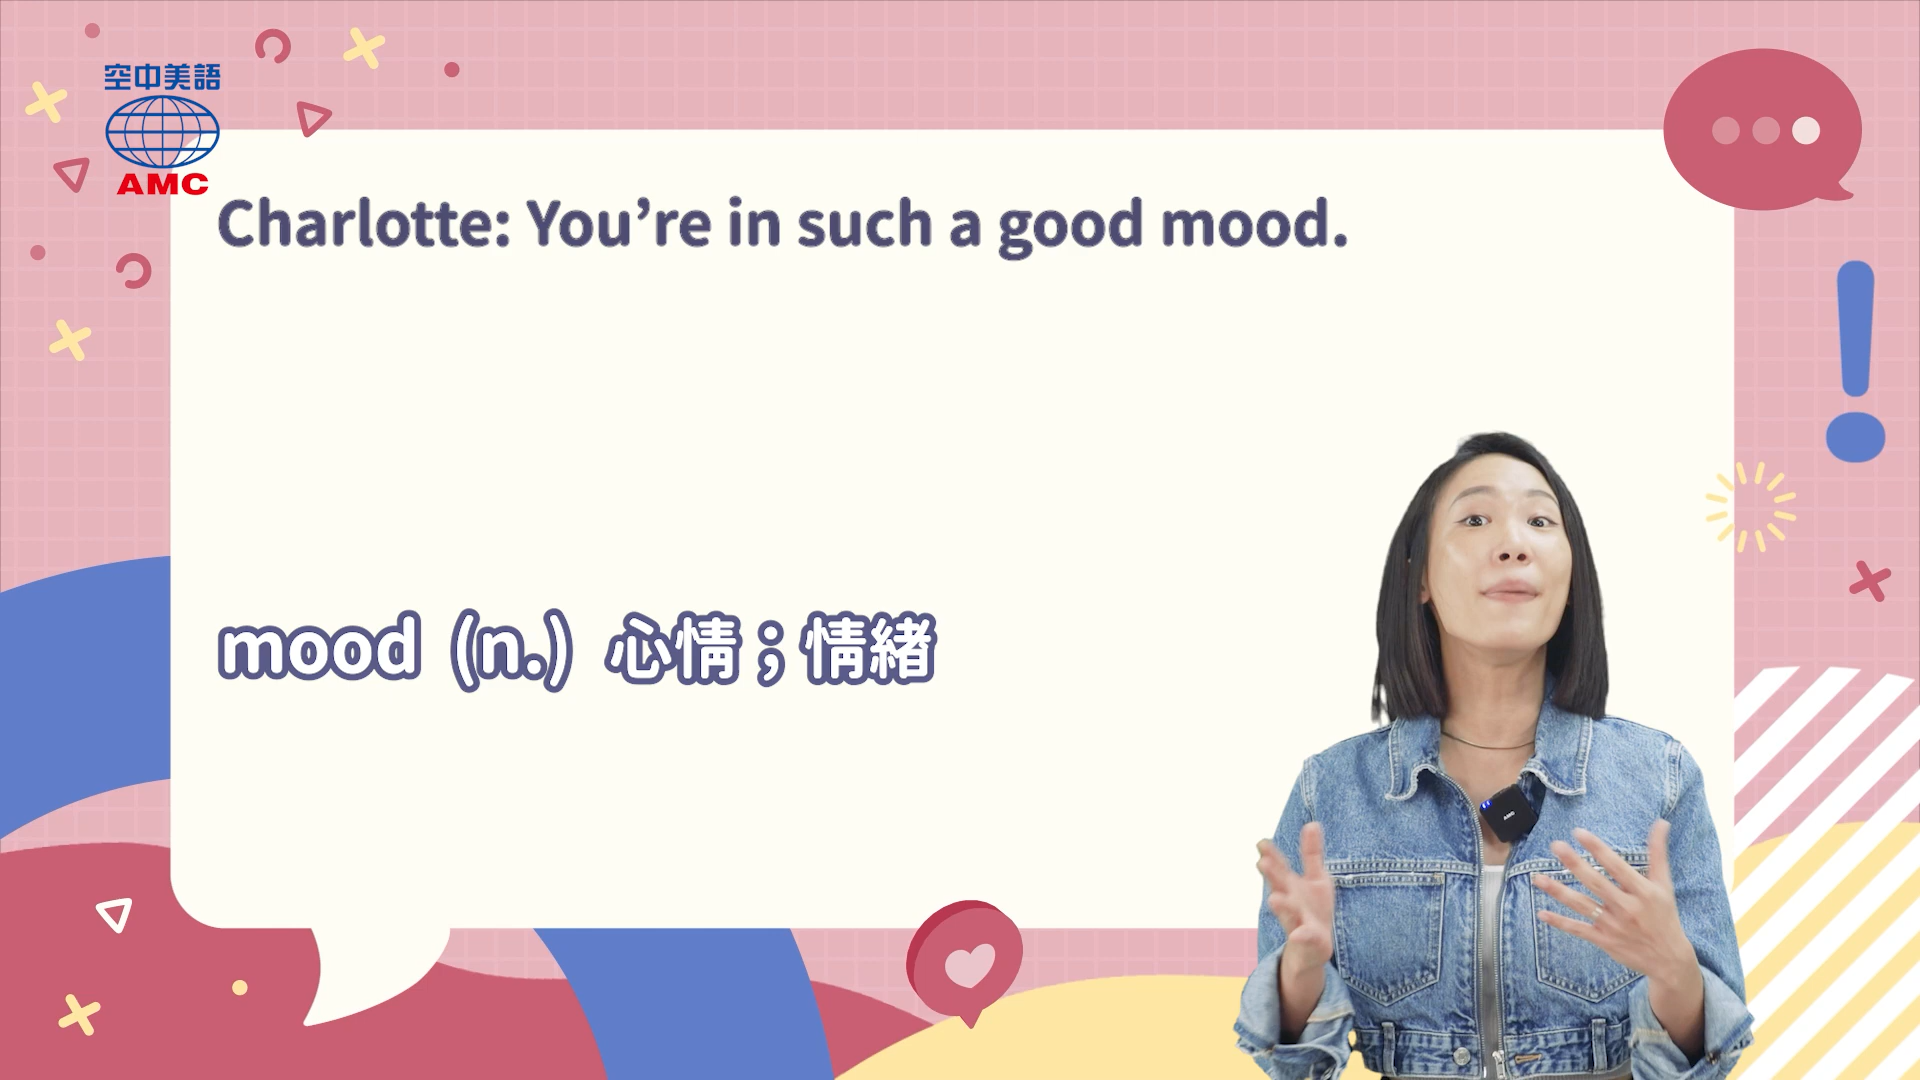 空中美語
AMC
Charlotte: You’re in such a good mood.
mood (n.) 心情；情緒